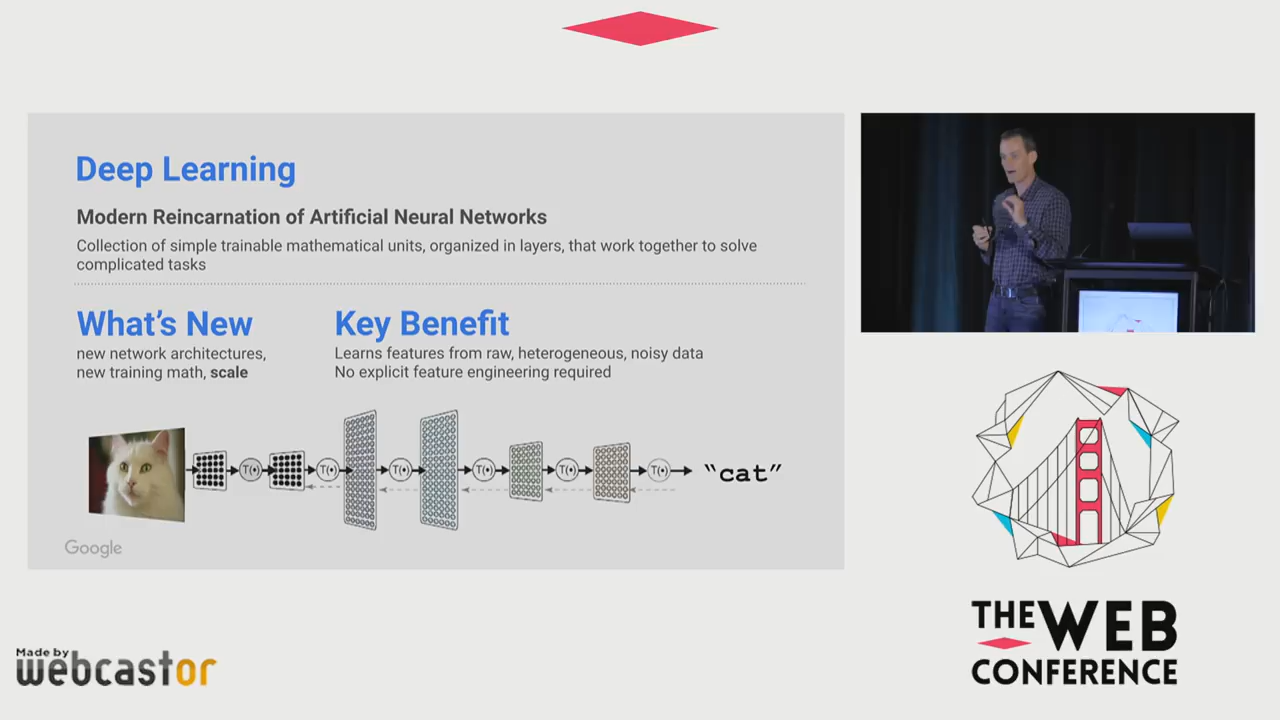 Deep Learning
Modern Reincarnation of Artificial Neural Networks
Collection of simple trainable mathematical units, organized in layers, that work together to solve
complicated tasks
What's New
new network architectures,
new training math, scale
Key Benefit
Learns features from raw, heterogeneous, noisy data
No explicit feature engineering required
T(•) T(•) T(•) T(•) T(•) T(•) "cat"
Google
THE WEB
CONFERENCE
Made by
webcastor